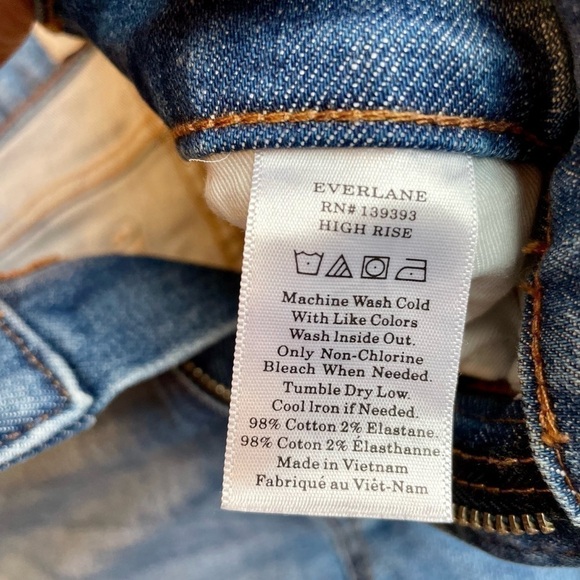 EVERLANE
RN# 139393
HIGH RISE
Machine Wash Cold
With Like Colors
Wash Inside Out.
Only Non-Chlorine
Bleach When Needed.
Tumble Dry Low.
Cool Iron if Needed.
98% Cotton 2% Elastane.
98% Coton 2% Élasthanne.
Made in Vietnam
Fabriqué au Viêt-Nam